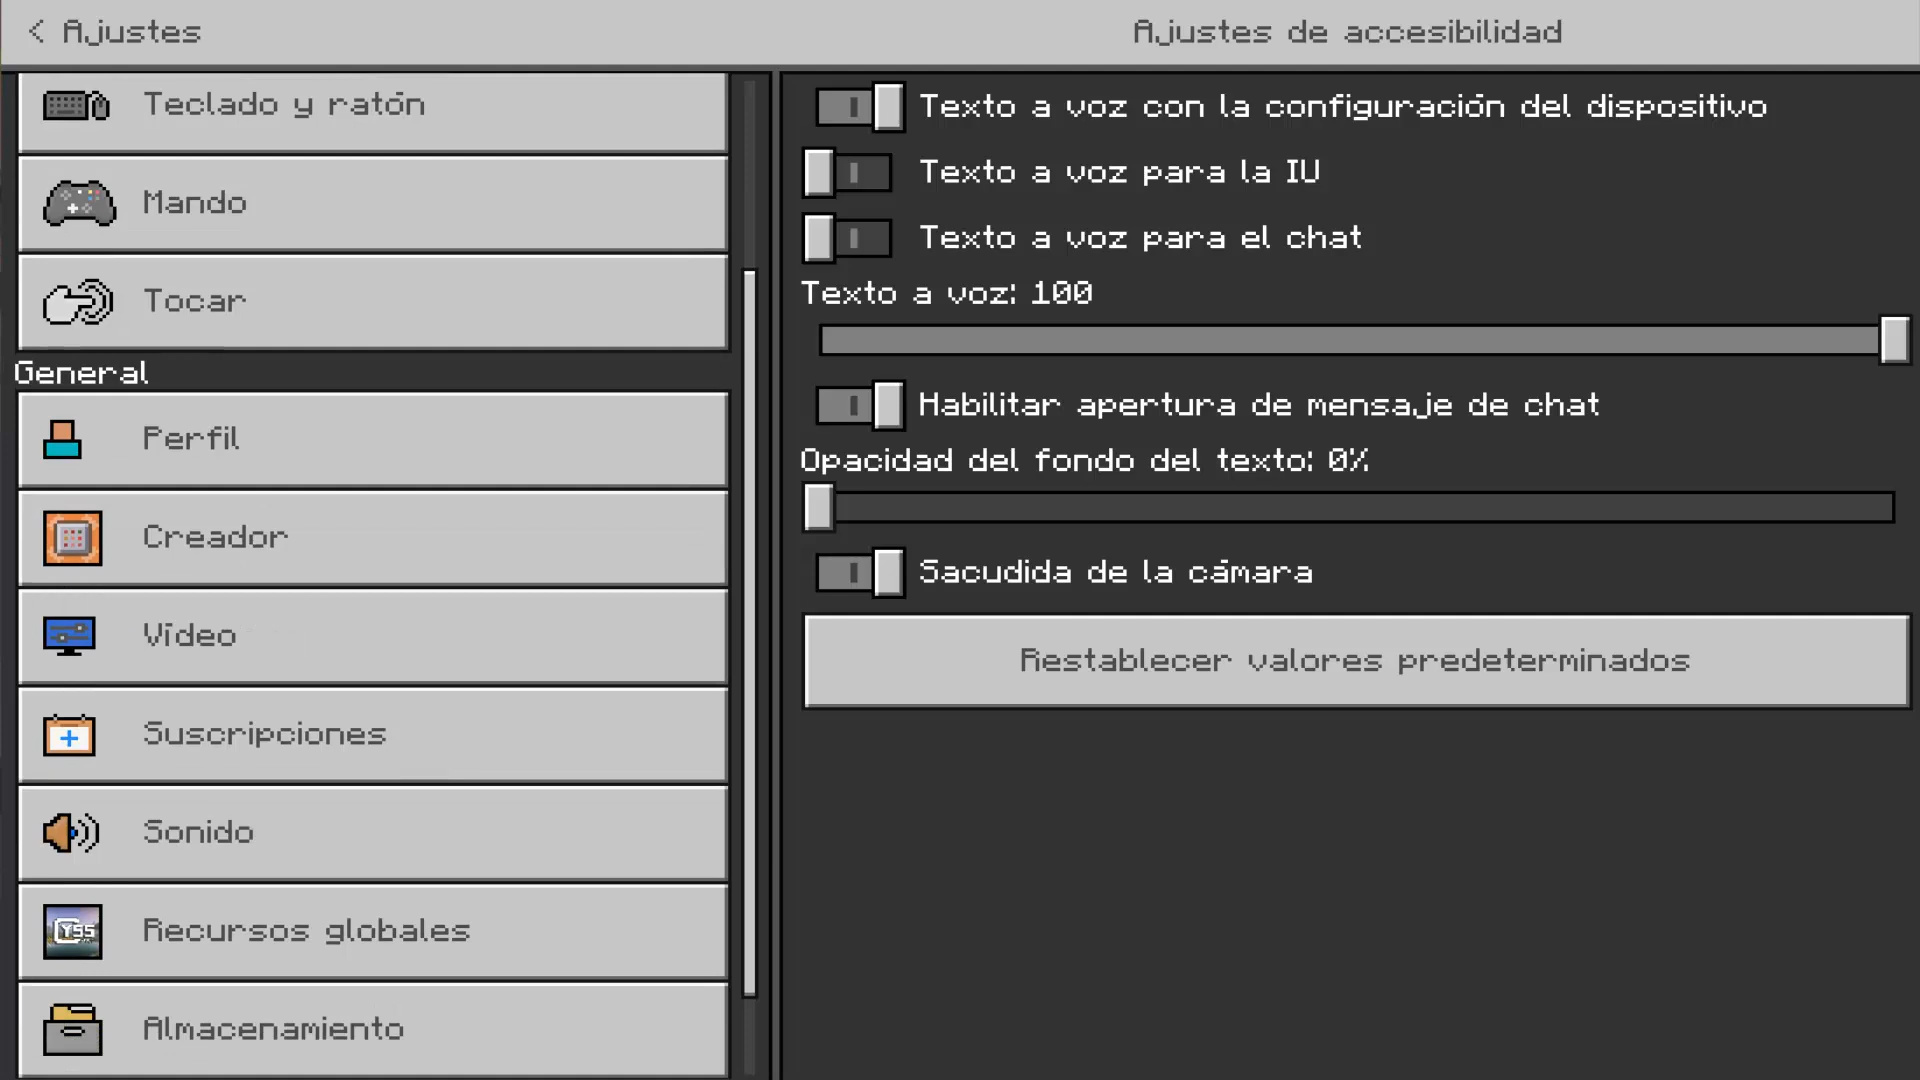 < Ajustes
Ajustes de accesibilidad
Teclado y ratón
Mando
Tocar
General
Perfil
Creador
Vídeo
Suscripciones
Sonido
Recursos globales
Almacenamiento
Texto a voz con la configuración del dispositivo
Texto a voz para la IU
Texto a voz para el chat
Texto a voz: 100
Habilitar apertura de mensaje de chat
Opacidad del fondo del texto: 0%
Sacudida de la cámara
Restablecer valores predeterminados